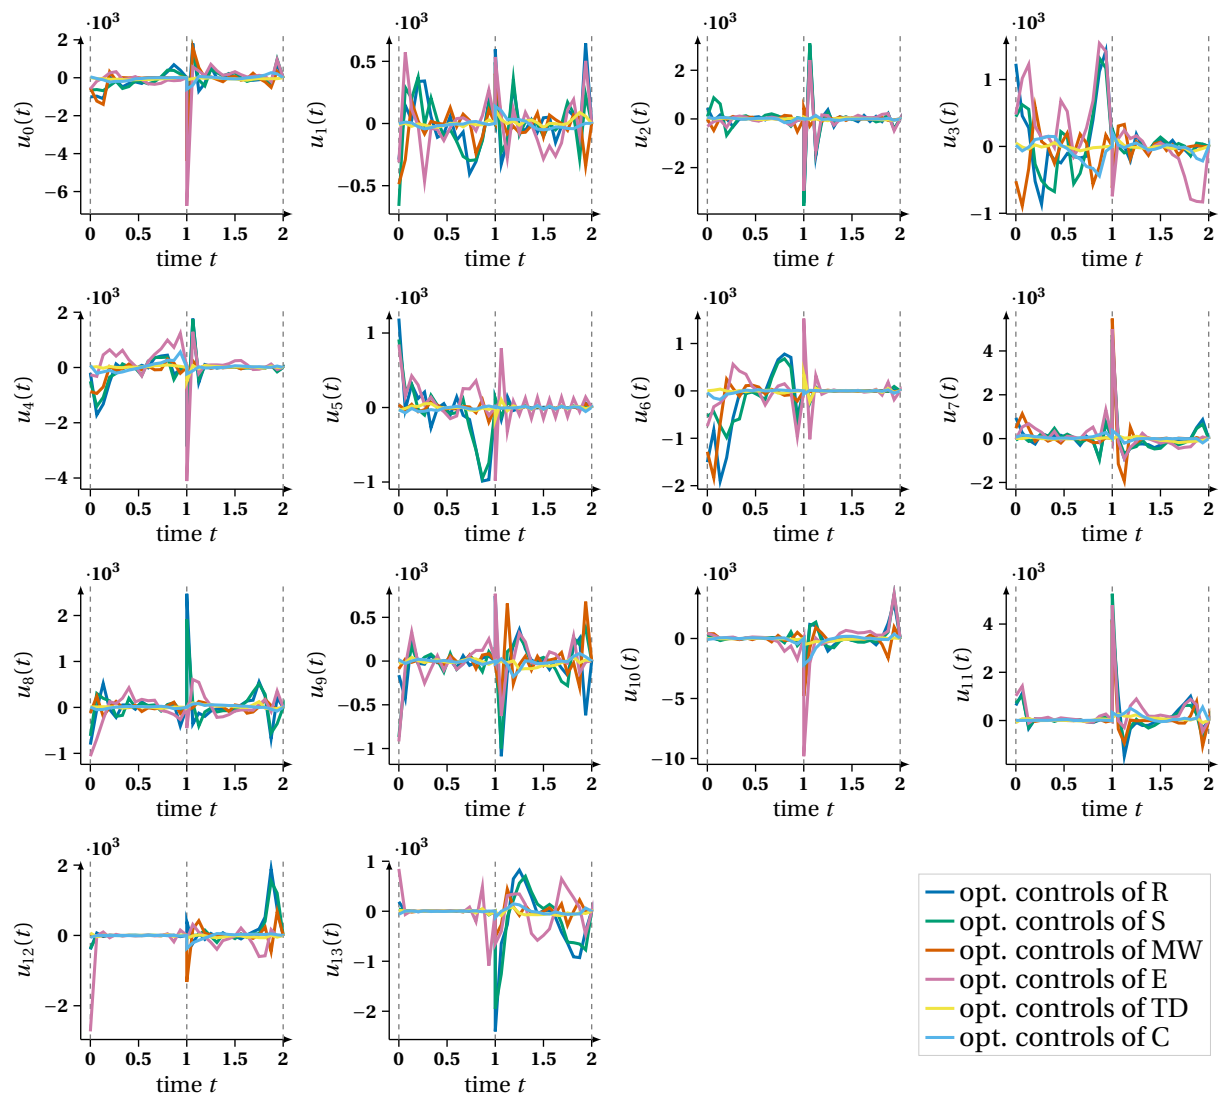 ·10³ ·10³ ·10³
2 0 −2 −4 −6 u₀(t) 0.5 0 −0.5 u₁(t) 2 0 −2 u₂(t) 1 0 −1 u₃(t)
0 0.5 1 1.5 2 0 0.5 1 1.5 2 0 0.5 1 1.5 2 0 0.5 1 1.5 2
time t time t time t time t
·10³ ·10³ ·10³ ·10³ ·10³
2 0 −2 −4 u₄(t) 1 0 −1 u₅(t) 1 0 −1 −2 u₆(t) 4 2 0 −2 u₇(t)
0 0.5 1 1.5 2 0 0.5 1 1.5 2 0 0.5 1 1.5 2 0 0.5 1 1.5 2
time t time t time t time t
·10³ ·10³ ·10³ ·10³
2 1 0 −1 u₈(t) 0.5 0 −0.5 −1 u₉(t) 0 −5 −10 u₁₀(t) 4 2 0 u₁₁(t)
0 0.5 1 1.5 2 0 0.5 1 1.5 2 0 0.5 1 1.5 2 0 0.5 1 1.5 2
time t time t time t time t
·10³ ·10³
2 0 −2 u₁₂(t) 1 0 −1 −2 u₁₃(t)
0 0.5 1 1.5 2 0 0.5 1 1.5 2
time t time t
opt. controls of R
opt. controls of S
opt. controls of MW
opt. controls of E
opt. controls of TD
opt. controls of C